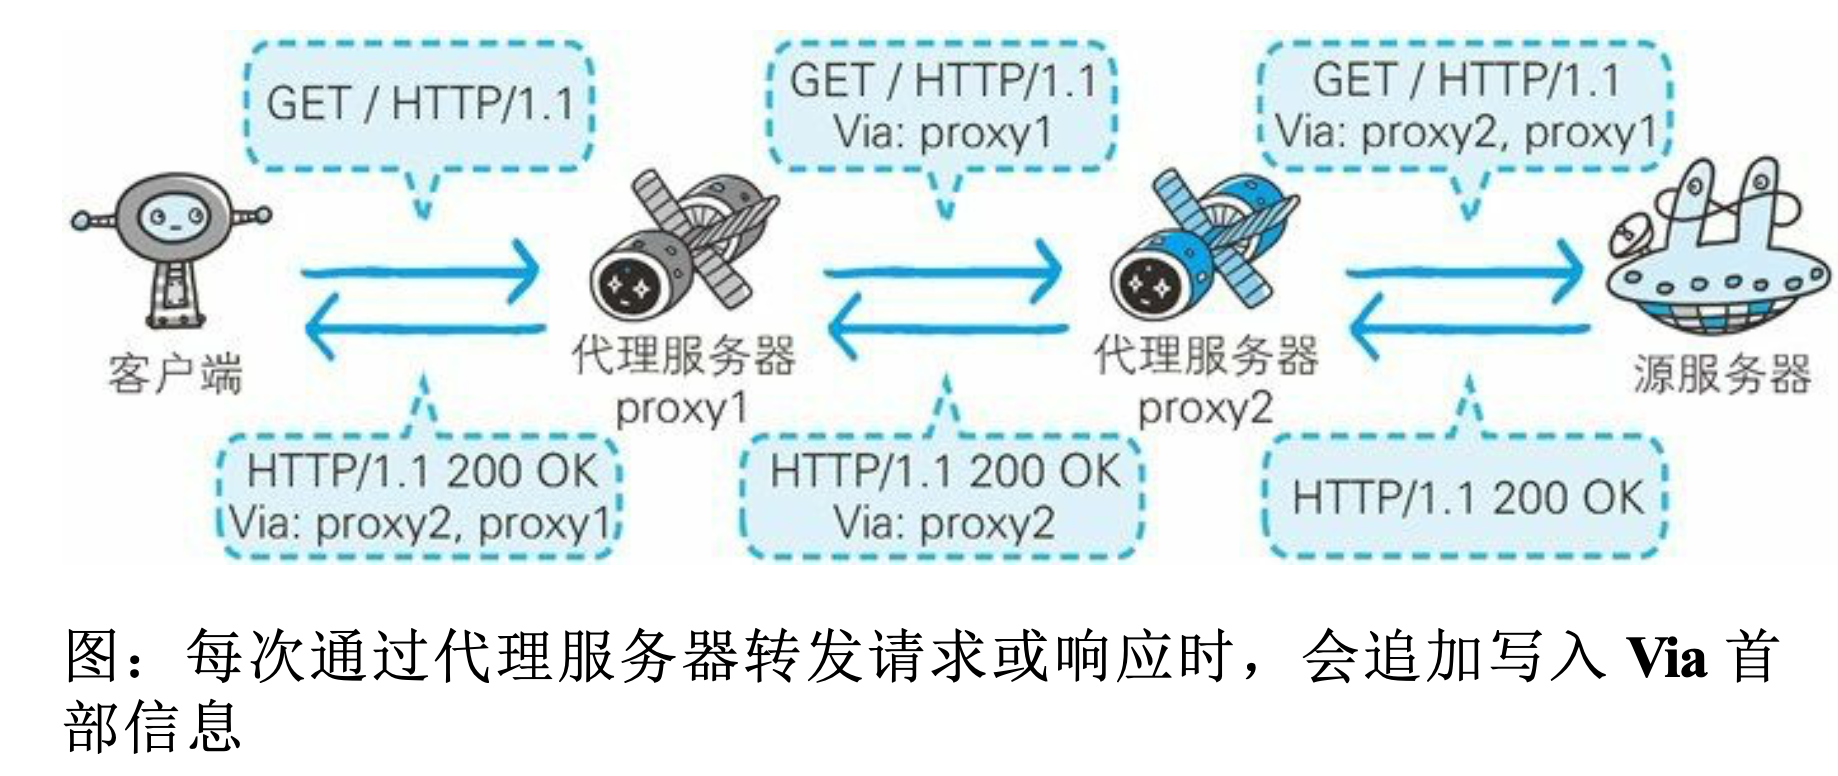 GET / HTTP/1.1
GET / HTTP/1.1
Via: proxy1
GET / HTTP/1.1
Via: proxy2, proxy1
客户端
代理服务器
proxy1
代理服务器
proxy2
源服务器
HTTP/1.1 200 OK
Via: proxy2, proxy1
HTTP/1.1 200 OK
Via: proxy2
HTTP/1.1 200 OK
图：每次通过代理服务器转发请求或响应时，会追加写入 Via 首
部信息